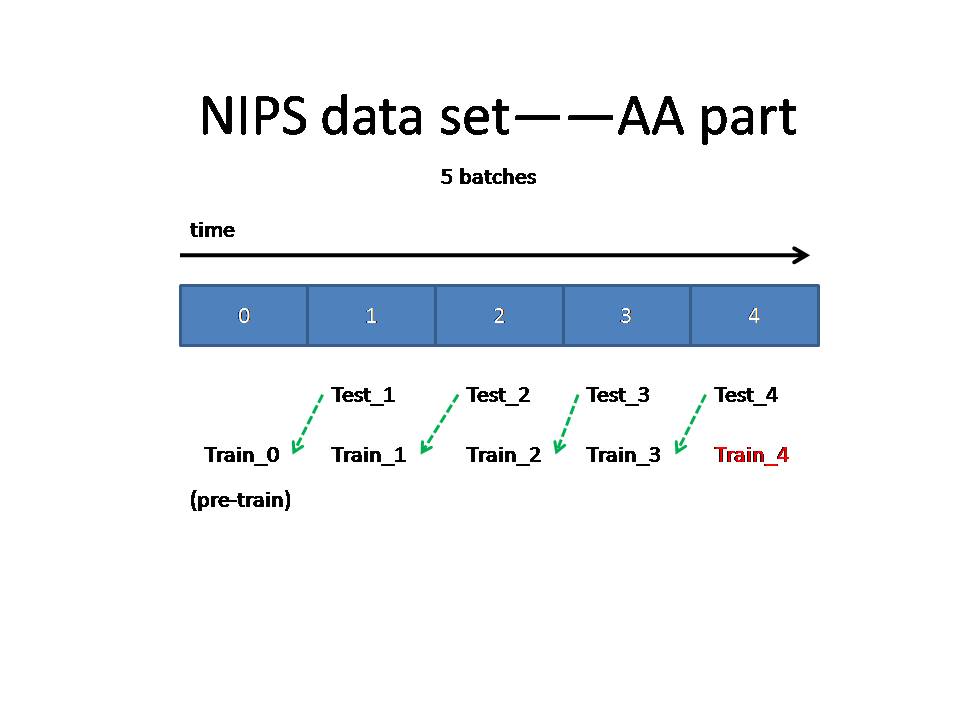 NIPS data set——AA part
5 batches
time
0 1 2 3 4
Test_1 Test_2 Test_3 Test_4
Train_0 Train_1 Train_2 Train_3 Train_4
(pre-train)